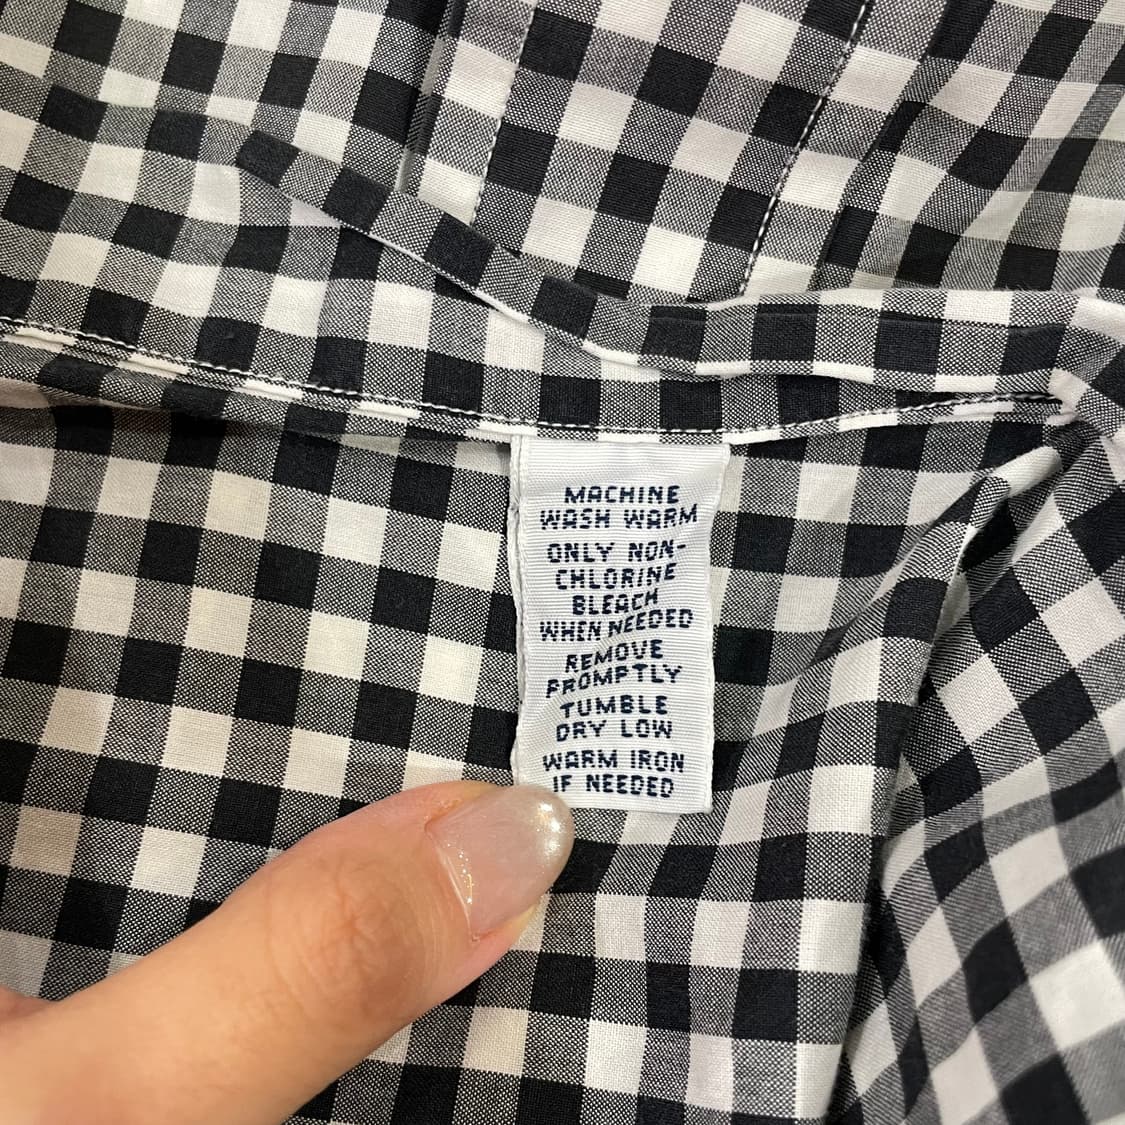 MACHINE
WASH WARM
ONLY NON-
CHLORINE
BLEACH
WHEN NEEDED
REMOVE
PROMPTLY
TUMBLE
DRY LOW
WARM IRON
IF NEEDED